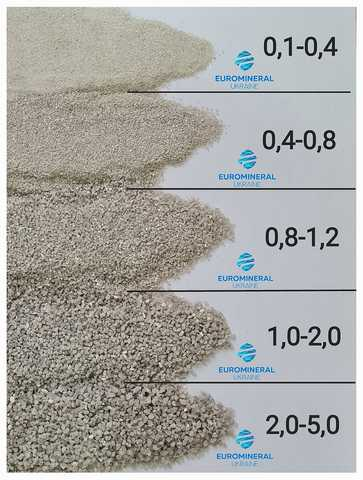 0,1-0,4
EUROMINERAL
UKRAINE
0,4-0,8
EUROMINERAL
UKRAINE
0,8-1,2
EUROMINERAL
UKRAINE
1,0-2,0
EUROMINERAL
UKRAINE
2,0-5,0
EUROMINERAL
UKRAINE